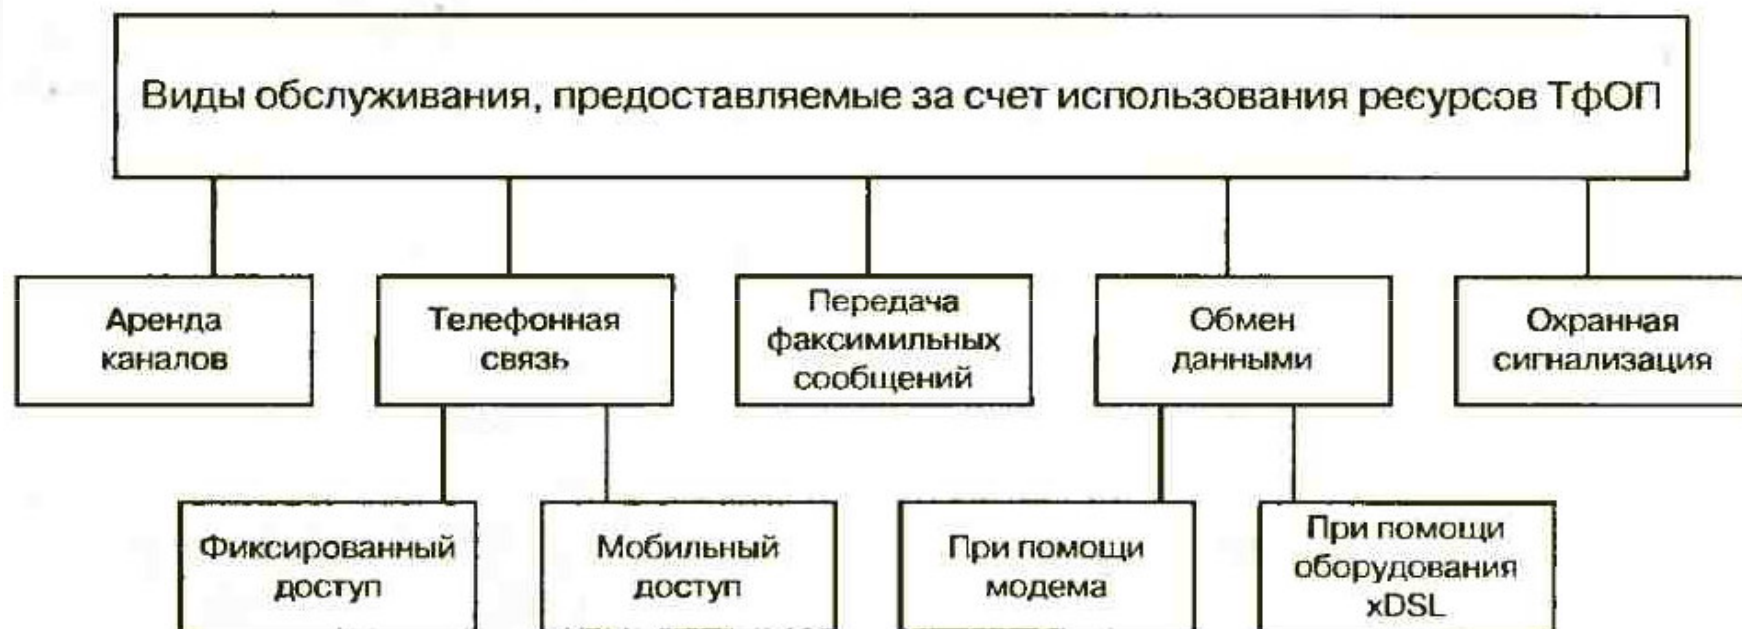 Виды обслуживания, предоставляемые за счет использования ресурсов ТфОП
Аренда
каналов
Телефонная
связь
Передача
факсимильных
сообщений
Обмен
данными
Охранная
сигнализация
Фиксированный
доступ
Мобильный
доступ
При помощи
модема
При помощи
оборудования
xDSL